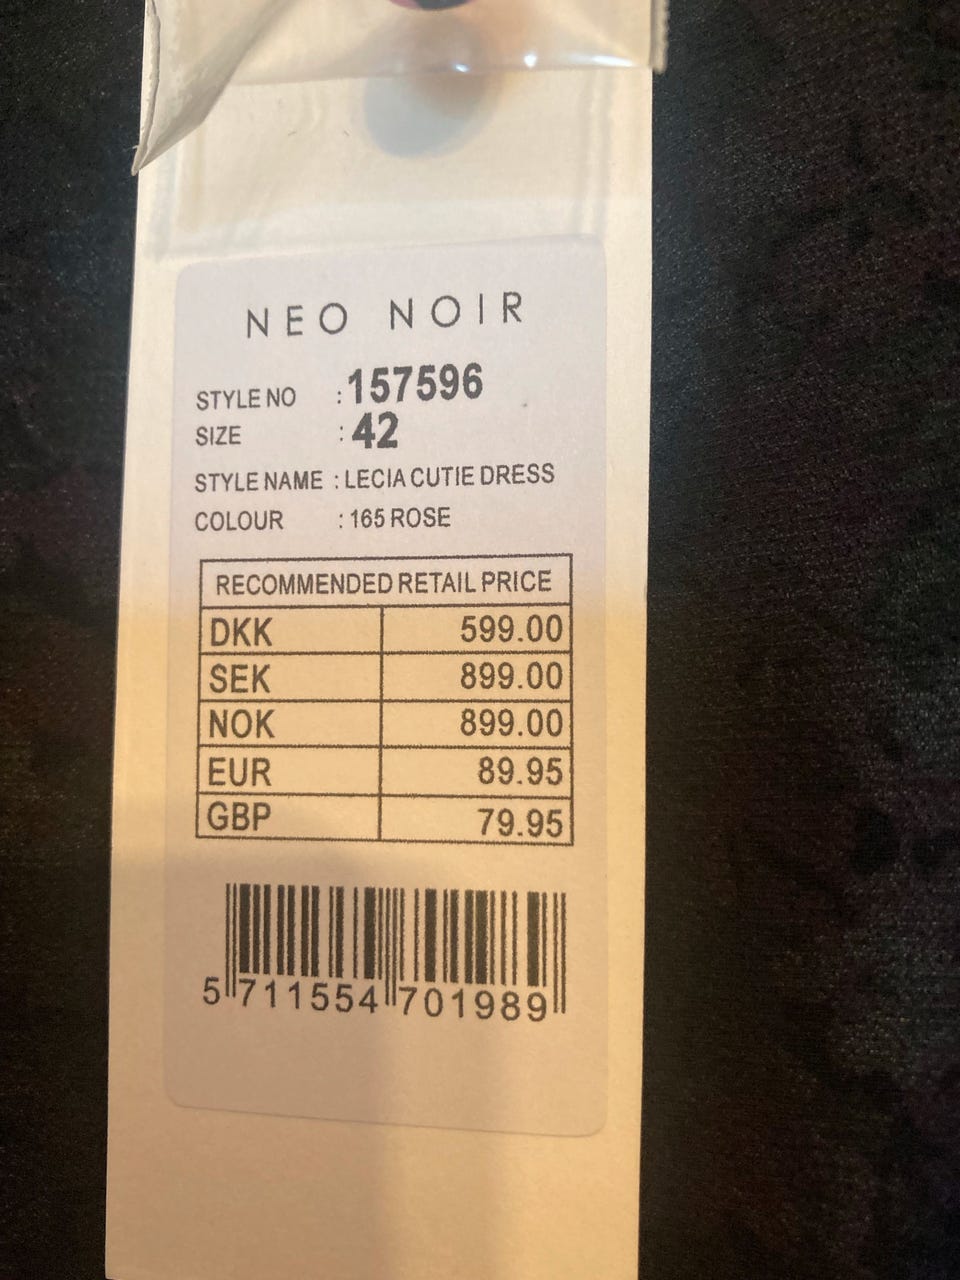 NEO NOIR
STYLE NO : 157596
SIZE : 42
STYLE NAME : LECIA CUTIE DRESS
COLOUR : 165 ROSE
RECOMMENDED RETAIL PRICE
DKK 599.00
SEK 899.00
NOK 899.00
EUR 89.95
GBP 79.95
5 711554 701989